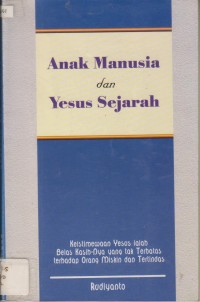 Anak Manusia
dan
Yesus Sejarah
Keistimewaan Yesus ialah
Belas Kasih-Nya yang tak Terbatas
terhadap Orang Miskin dan Tertindas
Rudiyanto